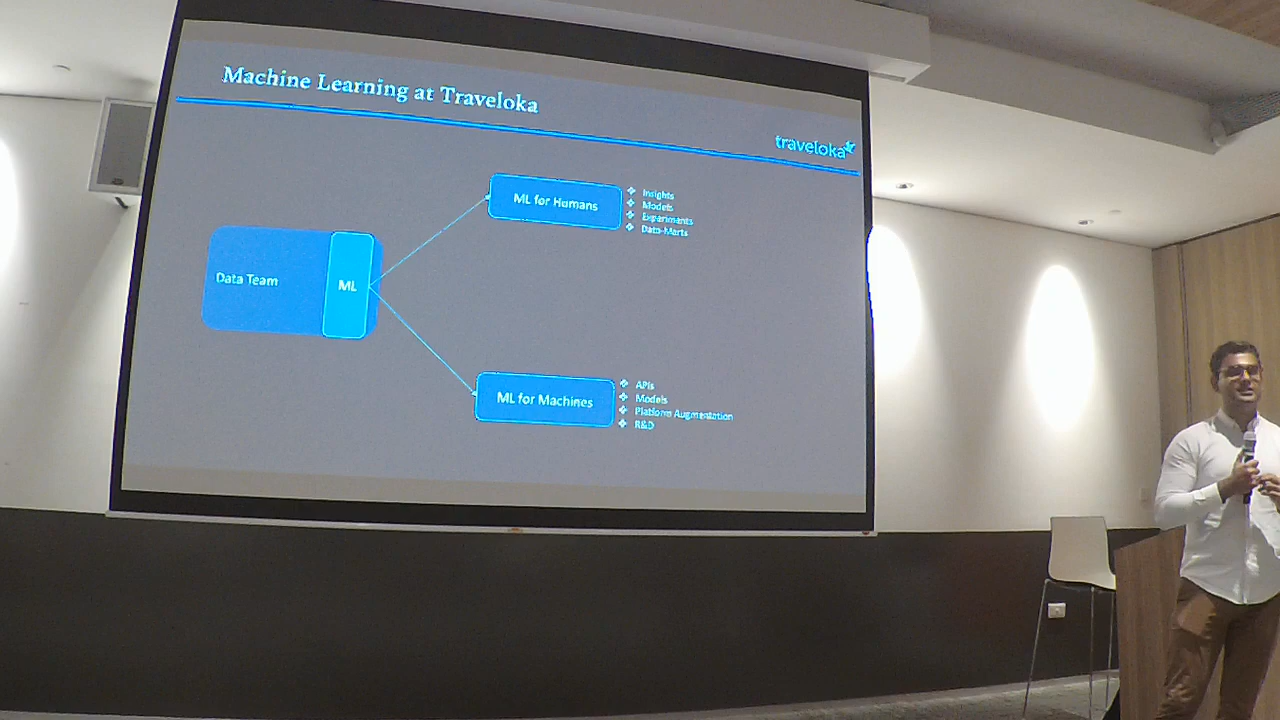 Machine Learning at Traveloka
traveloka
ML for Humans
Insights
Models
Experiments
Data-Marts
Data Team
ML
ML for Machines
APIs
Models
Platform Augmentation
R&D